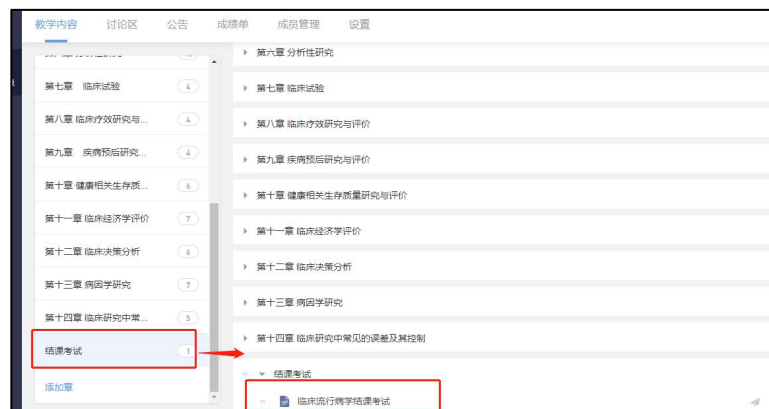 教学内容 讨论区 公告 成绩单 成员管理 设置
第七章 临床试验 4
第八章 临床疗效研究与... 4
第九章 疾病预后研究... 4
第十章 健康相关生存质... 6
第十一章 临床经济学评价 7
第十二章 临床决策分析 6
第十三章 病因学研究 7
第十四章 临床研究中常... 5
结课考试 1
添加章
第六章 分析性研究
第七章 临床试验
第八章 临床疗效研究与评价
第九章 疾病预后研究与评价
第十章 健康相关生存质量研究与评价
第十一章 临床经济学评价
第十二章 临床决策分析
第十三章 病因学研究
第十四章 临床研究中常见的误差及其控制
结课考试
临床流行病学结课考试